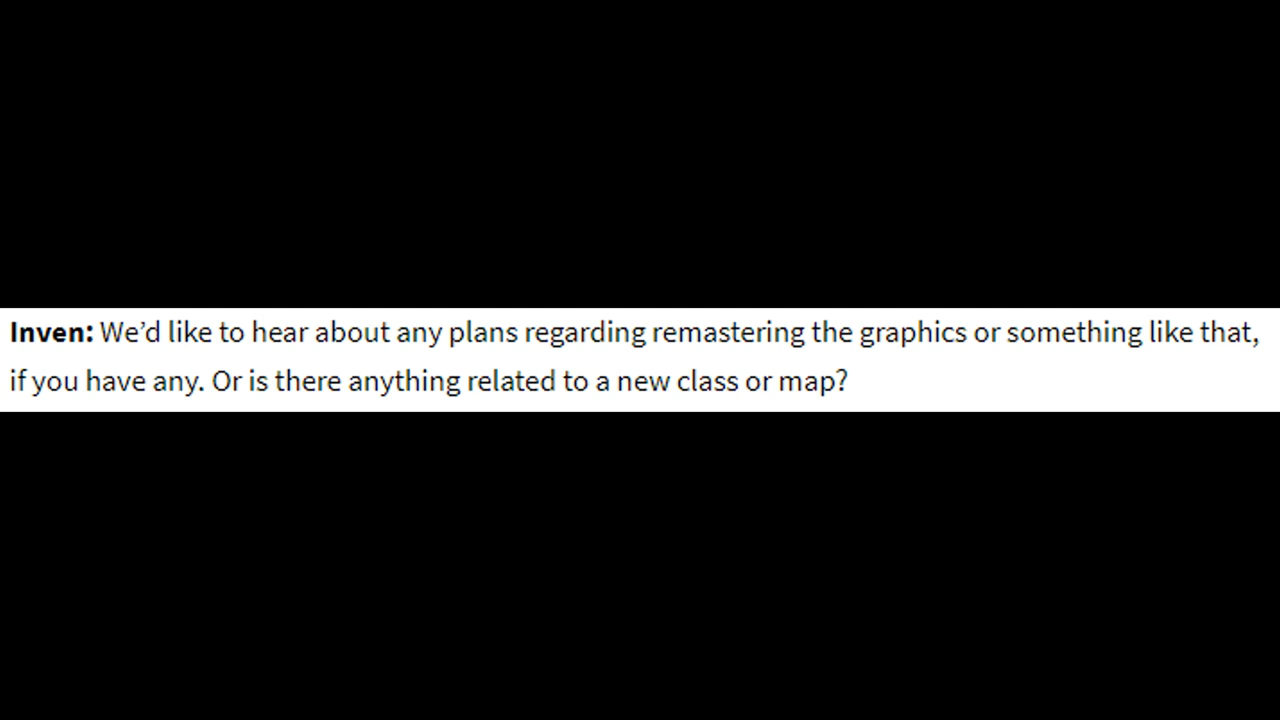 Inven: We’d like to hear about any plans regarding remastering the graphics or something like that,
if you have any. Or is there anything related to a new class or map?